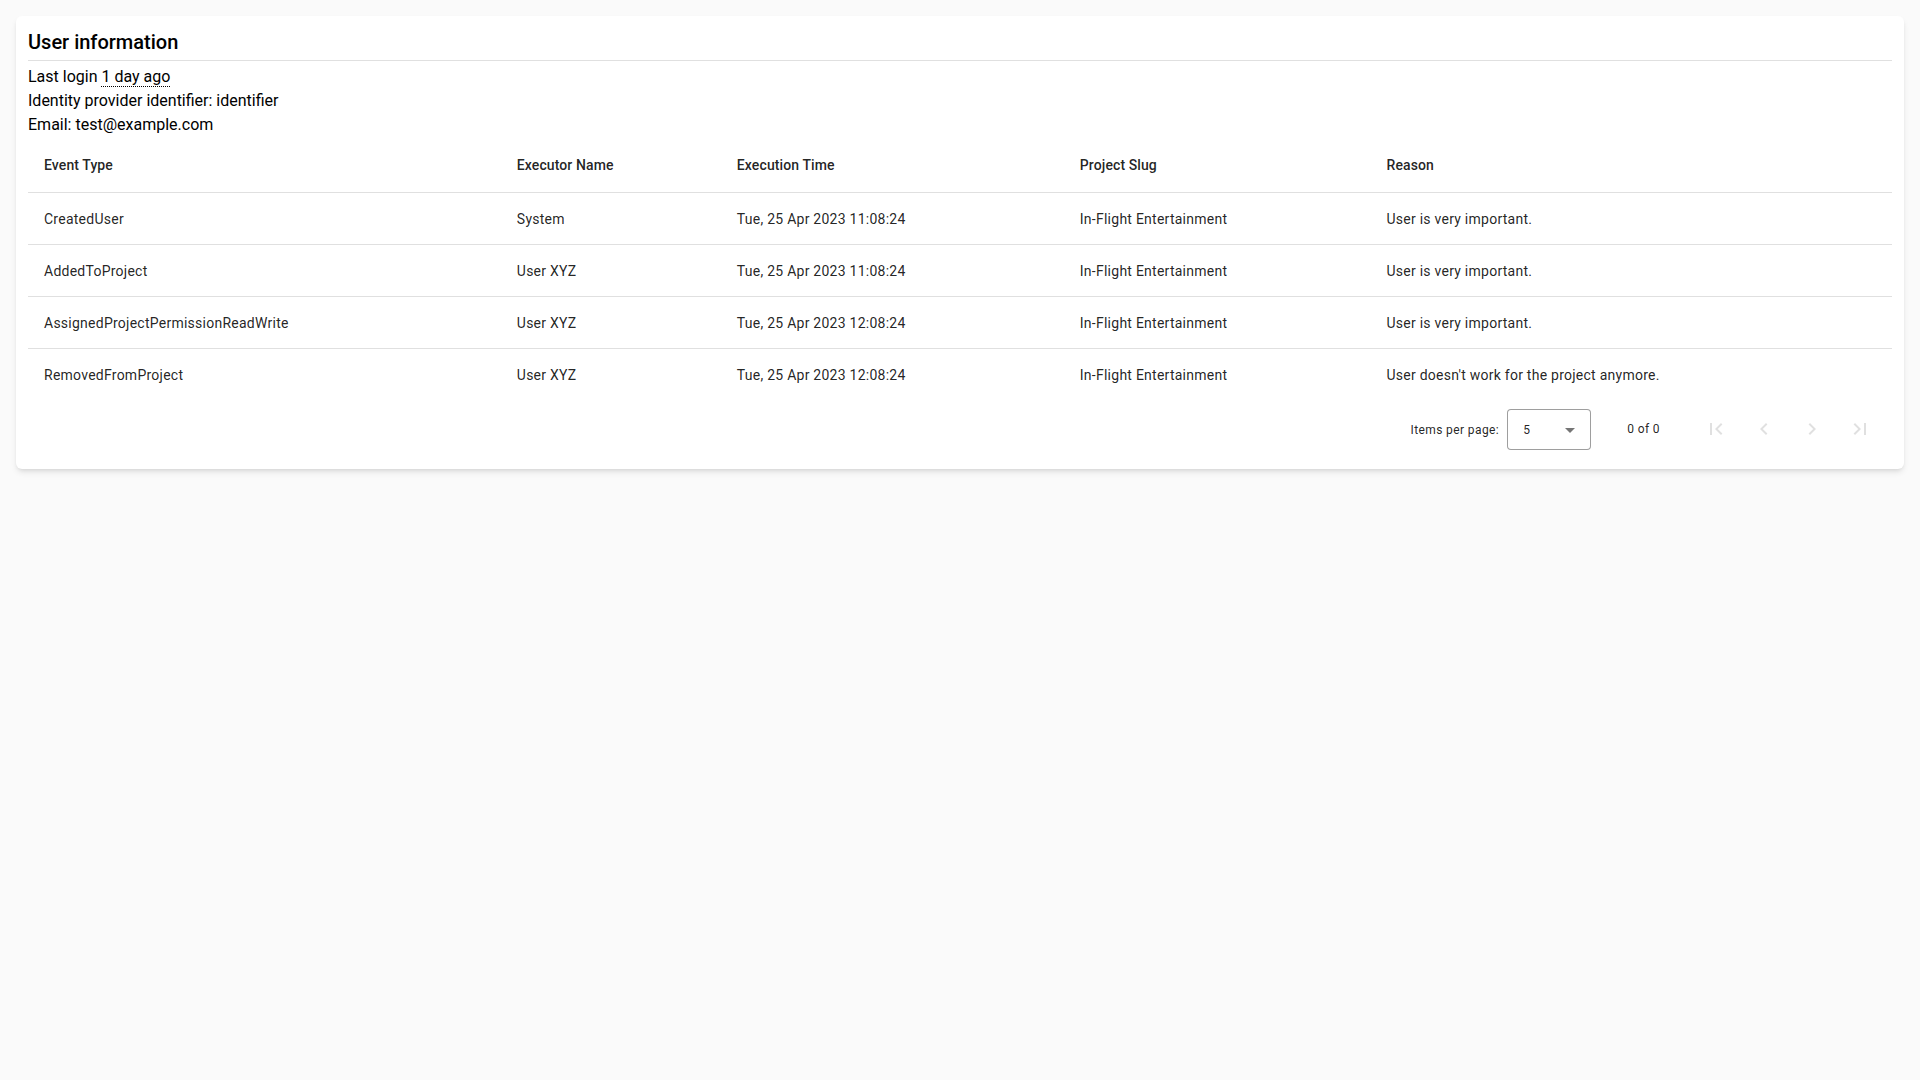 User information
Last login 1 day ago
Identity provider identifier: identifier
Email: test@example.com
Event Type Executor Name Execution Time Project Slug Reason
CreatedUser System Tue, 25 Apr 2023 11:08:24 In-Flight Entertainment User is very important.
AddedToProject User XYZ Tue, 25 Apr 2023 11:08:24 In-Flight Entertainment User is very important.
AssignedProjectPermissionReadWrite User XYZ Tue, 25 Apr 2023 12:08:24 In-Flight Entertainment User is very important.
RemovedFromProject User XYZ Tue, 25 Apr 2023 12:08:24 In-Flight Entertainment User doesn't work for the project anymore.
Items per page: 5 0 of 0